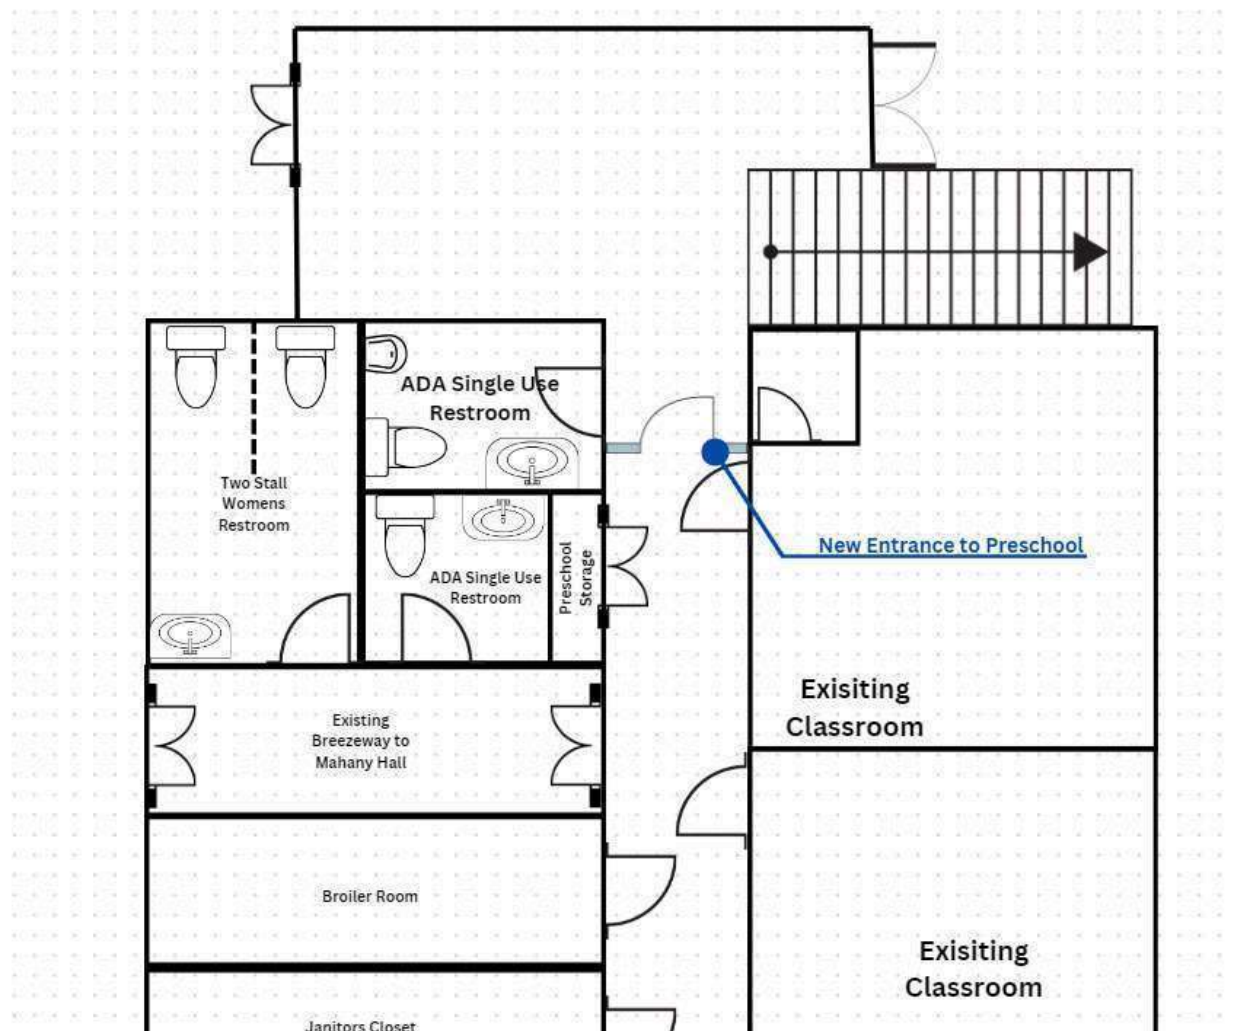 ADA Single Use
Restroom
Two Stall
Womens
Restroom
New Entrance to Preschool
Preschool
Storage
ADA Single Use
Restroom
Exisiting
Classroom
Existing
Breezeway to
Mahany Hall
Broiler Room
Exisiting
Classroom
Janitors Closet